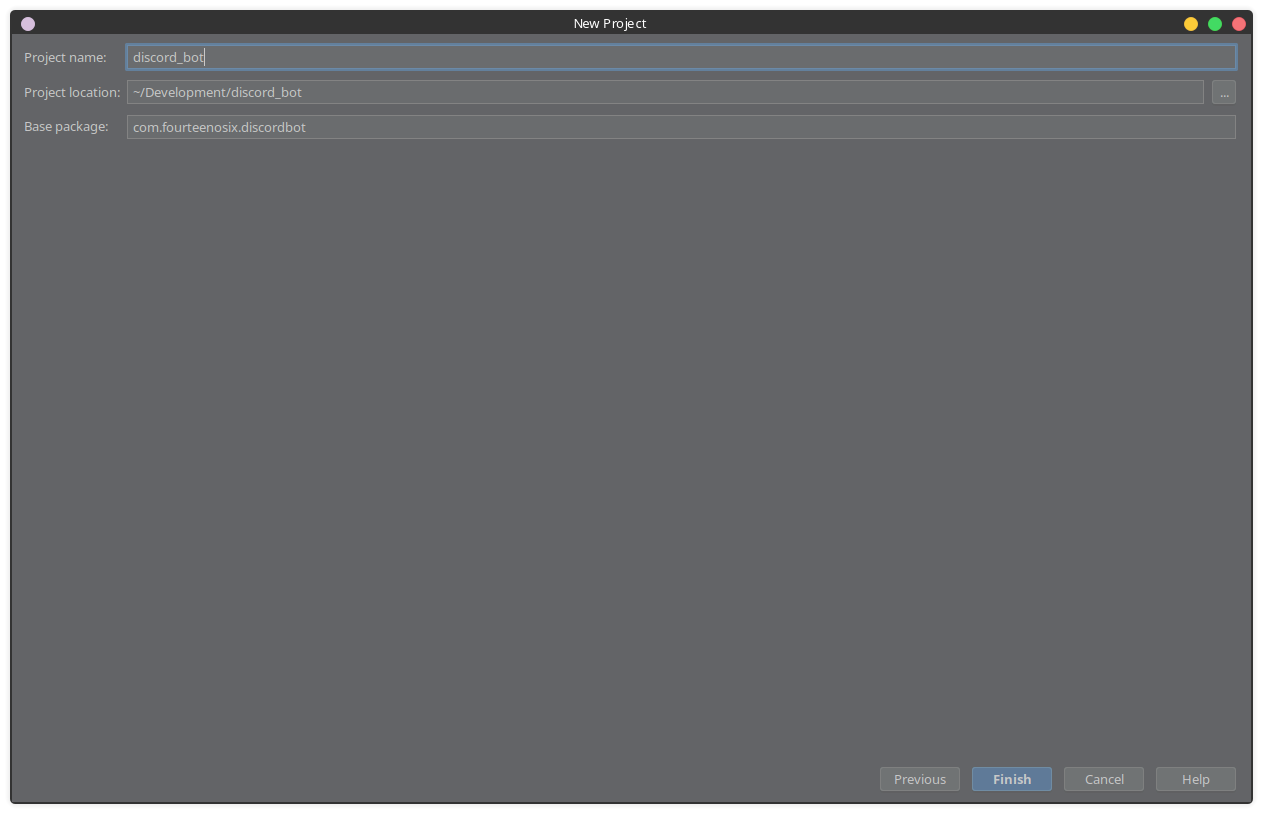 New Project
Project name: discord_bot
Project location: ~/Development/discord_bot ...
Base package: com.fourteenosix.discordbot
Previous Finish Cancel Help